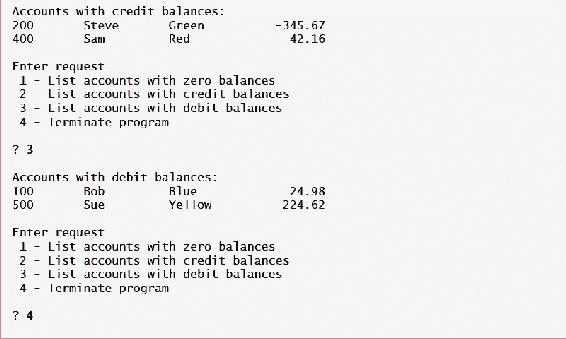 Accounts with credit balances:
200 Steve Green -345.67
400 Sam Red 42.16
Enter request
1 - List accounts with zero balances
2 List accounts with credit balances
3 - List accounts with debit balances
4 - Terminate program
? 3
Accounts with debit balances:
100 Bob Blue 24.98
500 Sue Yellow 224.62
Enter request
1 - List accounts with zero balances
2 - List accounts with credit balances
3 - List accounts with debit balances
4 - Terminate program
? 4